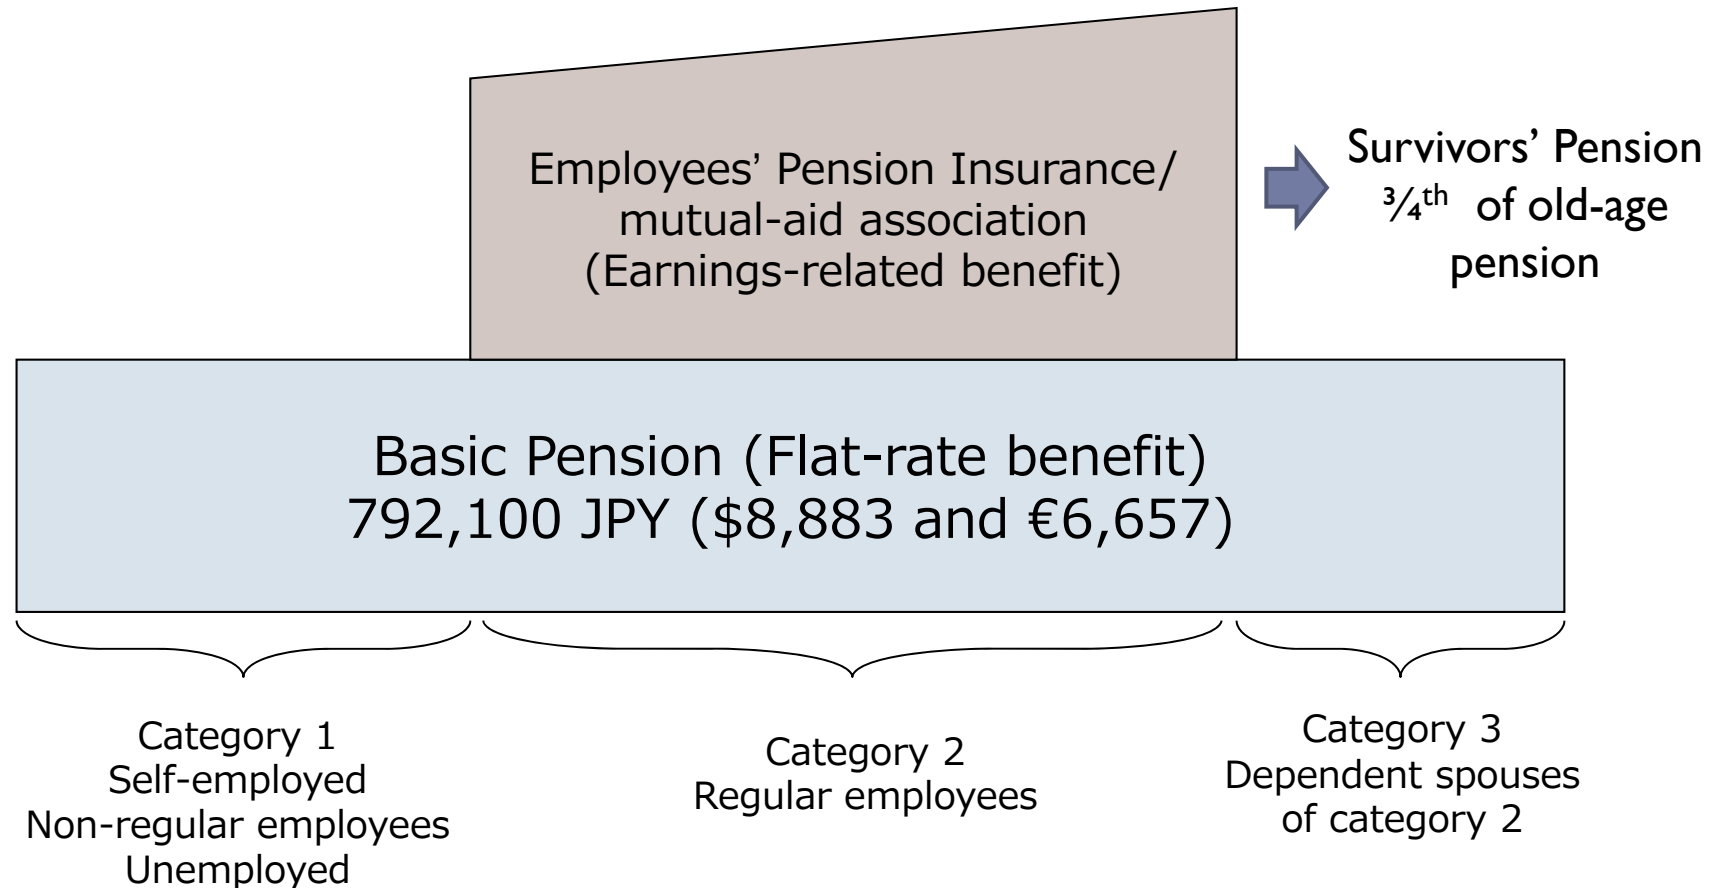 Employees’ Pension Insurance/
mutual-aid association
(Earnings-related benefit)
Survivors’ Pension
¾th of old-age
pension
Basic Pension (Flat-rate benefit)
792,100 JPY ($8,883 and €6,657)
Category 1
Self-employed
Non-regular employees
Unemployed
Category 2
Regular employees
Category 3
Dependent spouses
of category 2